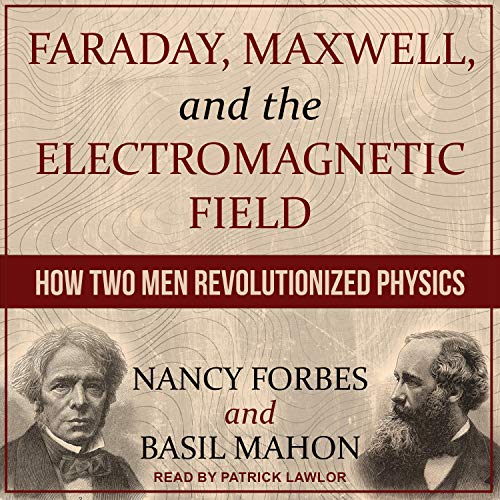 FARADAY, MAXWELL,
and the
ELECTROMAGNETIC
FIELD
HOW TWO MEN REVOLUTIONIZED PHYSICS
NANCY FORBES
and
BASIL MAHON
READ BY PATRICK LAWLOR